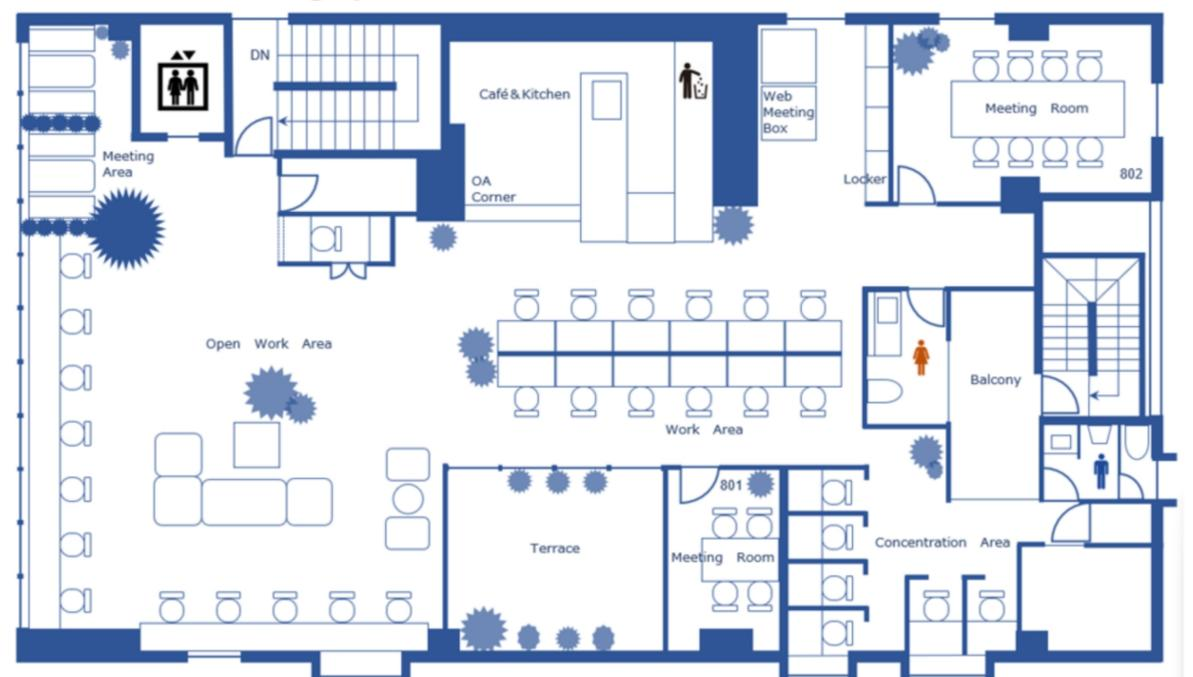 DN
Café & Kitchen
Web
Meeting
Box
Meeting Room
Meeting
Area
OA
Corner
Locker
802
Open Work Area
Balcony
Work Area
801
Terrace
Meeting Room
Concentration Area